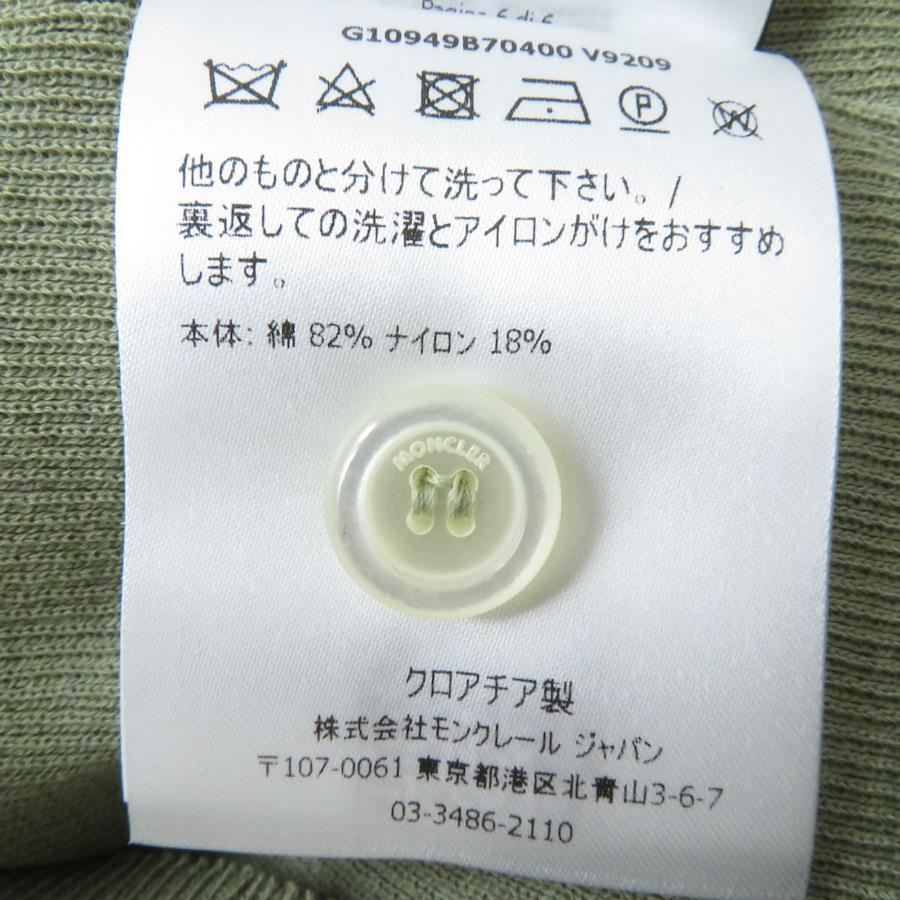 Pagina 6 di 6
G10949B70400 V9209
P
W
他のものと分けて洗って下さい。/
裏返しての洗濯とアイロンがけをおすすめ
します。
本体: 綿 82% ナイロン 18%
MONCLER
クロアチア製
株式会社モンクレール ジャパン
〒107-0061 東京都港区北青山3-6-7
03-3486-2110